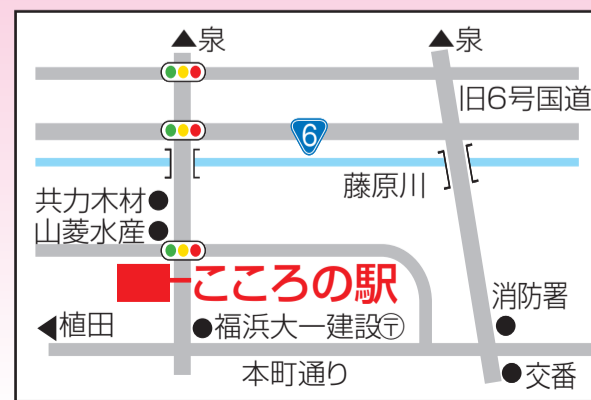 ▲泉
▲泉
旧6号国道
6
藤原川
共力木材●
山菱水産●
こころの駅
消防署
◀植田
●福浜大一建設〒
本町通り
●交番